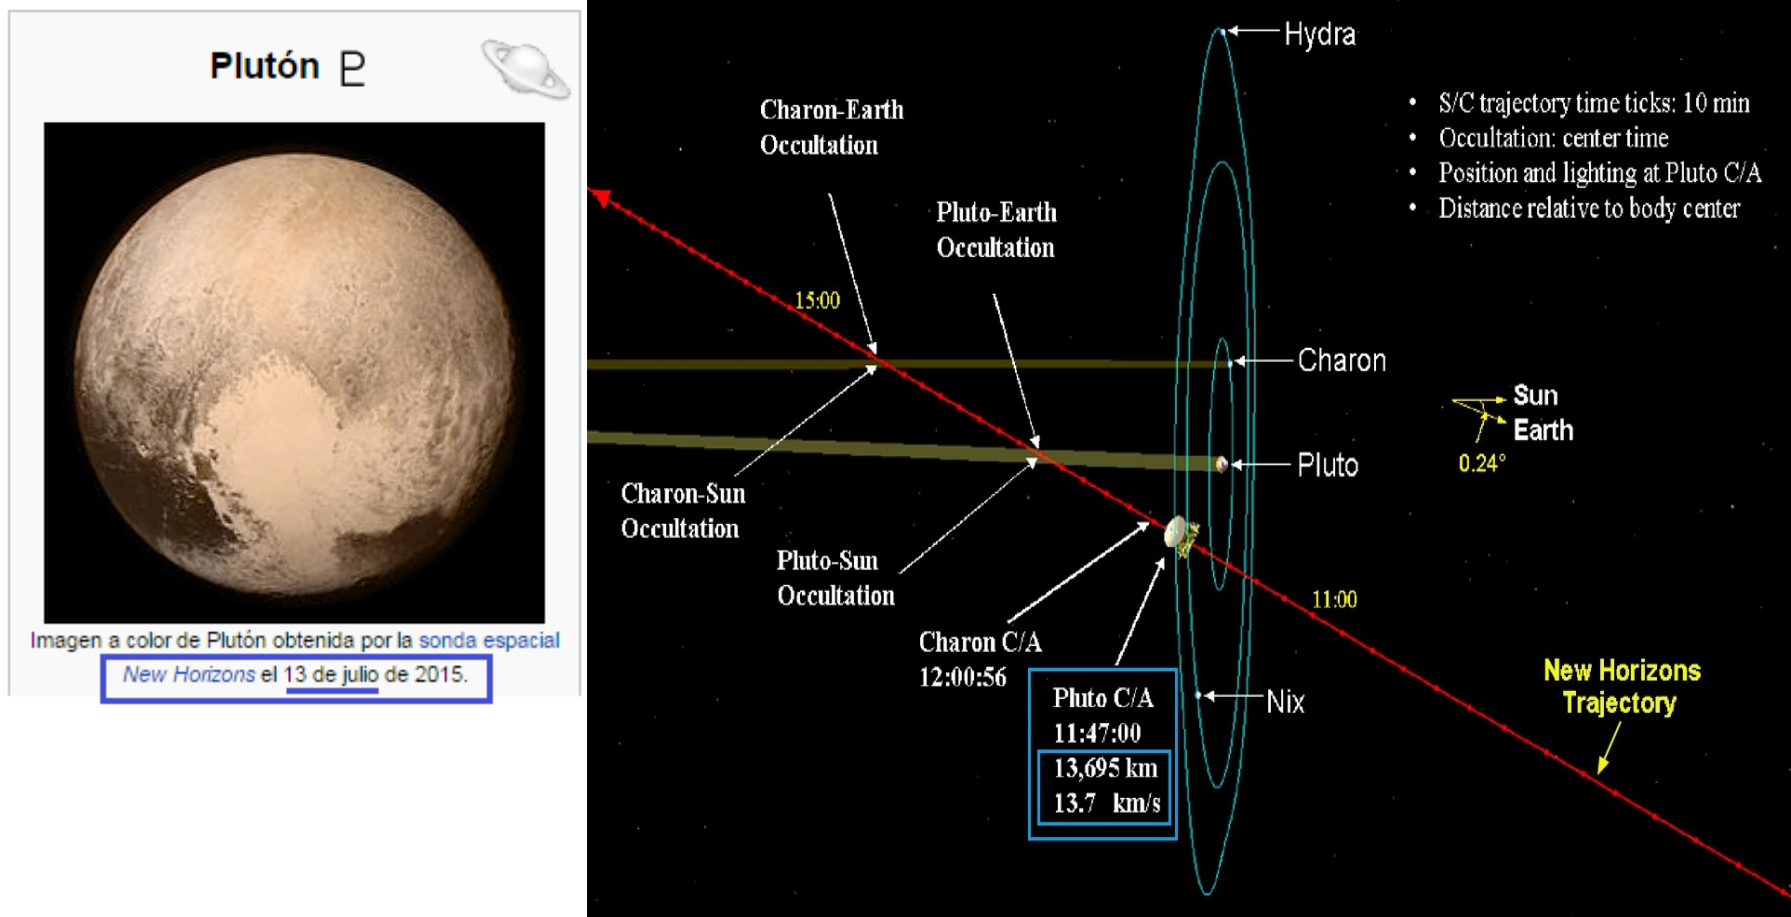 Plutón
Imagen a color de Plutón obtenida por la sonda espacial
New Horizons el 13 de julio de 2015.
Hydra
• S/C trajectory time ticks: 10 min
• Occultation: center time
• Position and lighting at Pluto C/A
• Distance relative to body center
Charon-Earth
Occultation
Pluto-Earth
Occultation
15:00
Charon
Sun
Earth
0.24°
Pluto
Charon-Sun
Occultation
Pluto-Sun
Occultation
11:00
Charon C/A
12:00:56
Pluto C/A
11:47:00
13,695 km
13.7 km/s
Nix
New Horizons
Trajectory